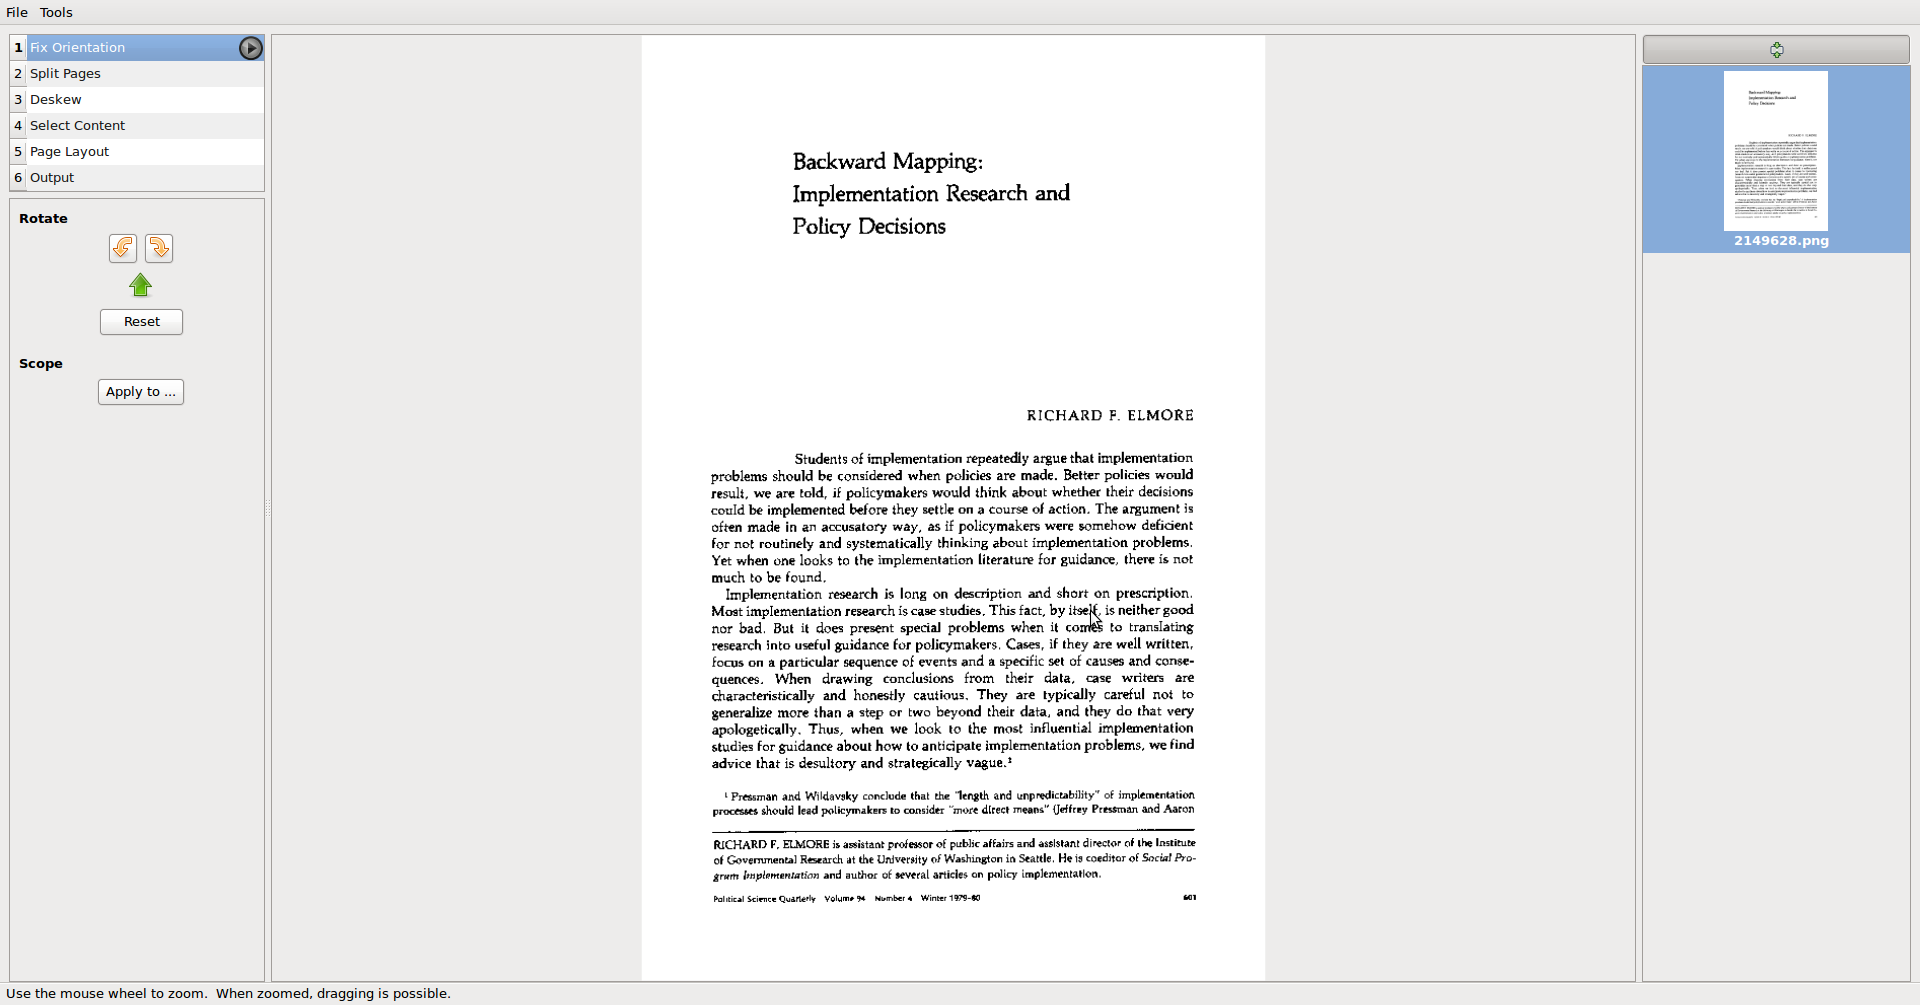 File Tools
1 Fix Orientation
2 Split Pages
3 Deskew
4 Select Content
5 Page Layout
6 Output
Rotate
Reset
Scope
Apply to ...
Backward Mapping:
Implementation Research and
Policy Decisions
RICHARD F. ELMORE
Students of implementation repeatedly argue that implementation
problems should be considered when policies are made. Better policies would
result, we are told, if policymakers would think about whether their decisions
could be implemented before they settle on a course of action. The argument is
often made in an accusatory way, as if policymakers were somehow deficient
for not routinely and systematically thinking about implementation problems.
Yet when one looks to the implementation literature for guidance, there is not
much to be found.
Implementation research is long on description and short on prescription.
Most implementation research is case studies. This fact, by itself, is neither good
nor bad. But it does present special problems when it comes to translating
research into useful guidance for policymakers. Cases, if they are well written,
focus on a particular sequence of events and a specific set of causes and conse-
quences. When drawing conclusions from their data, case writers are
characteristically and honestly cautious. They are typically careful not to
generalize more than a step or two beyond their data, and they do that very
apologetically. Thus, when we look to the most influential implementation
studies for guidance about how to anticipate implementation problems, we find
advice that is desultory and strategically vague.¹
¹ Pressman and Wildavsky conclude that the "length and unpredictability" of implementation
processes should lead policymakers to consider "more direct means" (Jeffrey Pressman and Aaron
RICHARD F. ELMORE is assistant professor of public affairs and assistant director of the Institute
of Governmental Research at the University of Washington in Seattle. He is coeditor of Social Pro-
gram Implementation and author of several articles on policy implementation.
Political Science Quarterly Volume 94 Number 4 Winter 1979-80 601
2149628.png
Use the mouse wheel to zoom. When zoomed, dragging is possible.